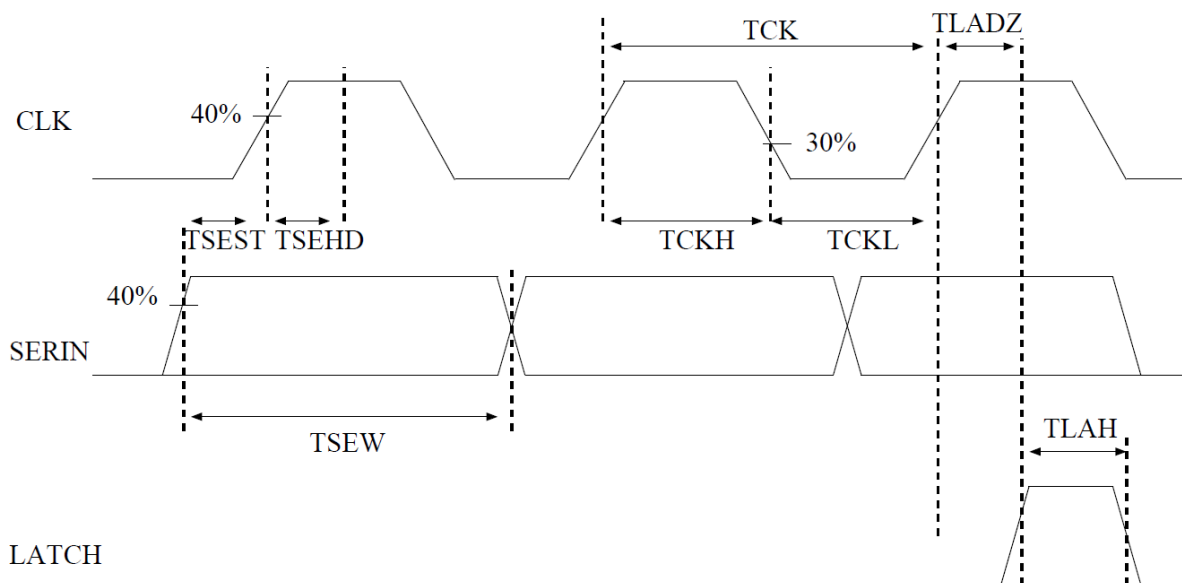 TCK
TLADZ
CLK
40%
30%
TSEST
TSEHD
TCKH
TCKL
40%
SERIN
TSEW
TLAH
LATCH